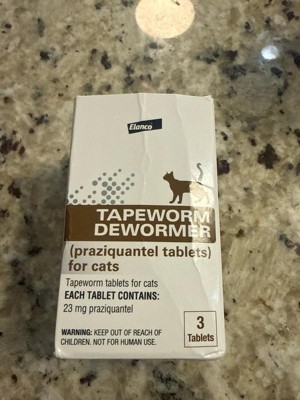 Elanco
TAPEWORM
DEWORMER
(praziquantel tablets)
for cats
Tapeworm tablets for cats
EACH TABLET CONTAINS:
23 mg praziquantel
WARNING: KEEP OUT OF REACH OF
CHILDREN. NOT FOR HUMAN USE.
3
Tablets